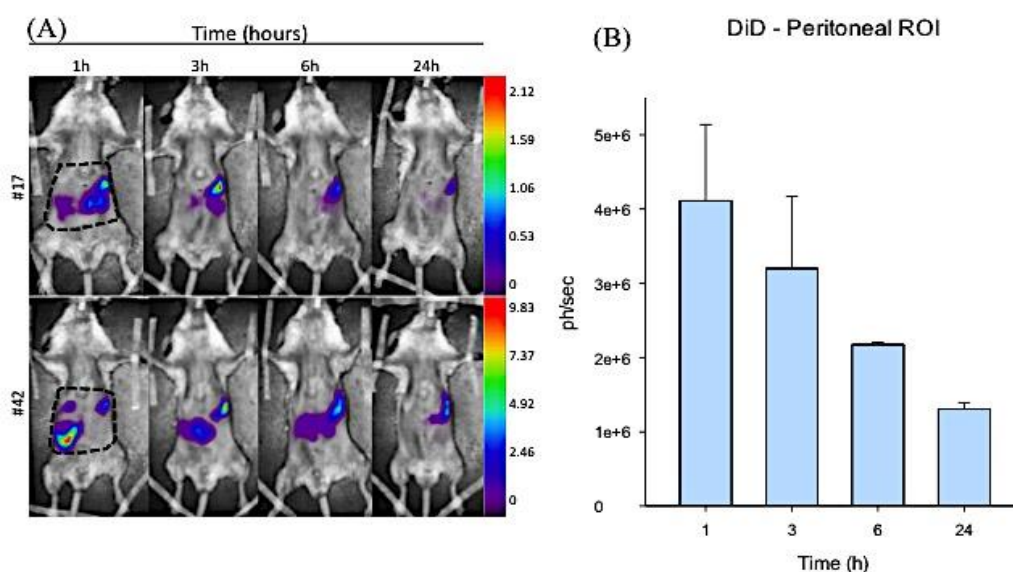 (A)
Time (hours)
1h 3h 6h 24h
#17
2.12
1.59
1.06
0.53
0
#42
9.83
7.37
4.92
2.46
0
(B)
DiD - Peritoneal ROI
ph/sec
5e+6
4e+6
3e+6
2e+6
1e+6
0
1 3 6 24
Time (h)